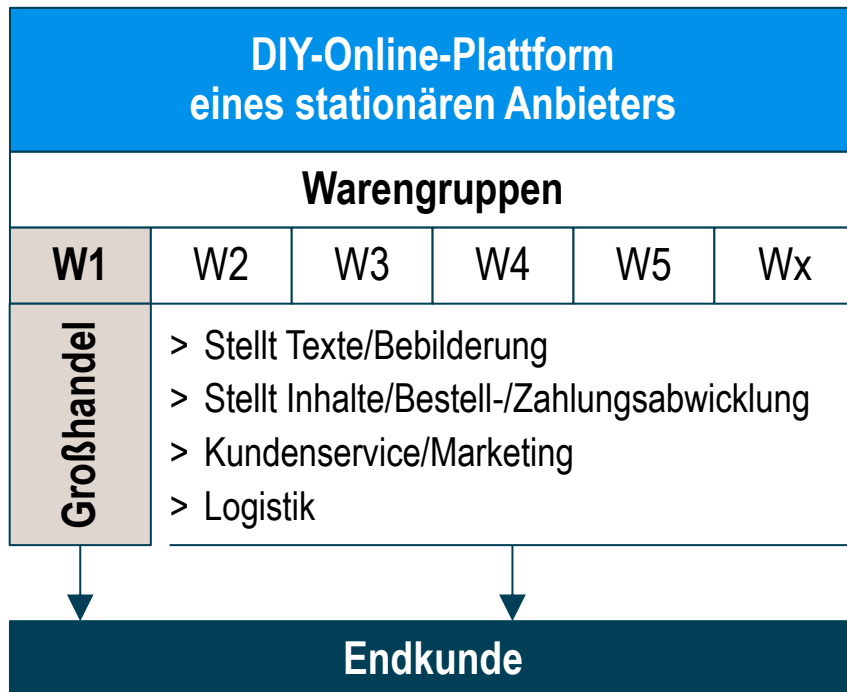 DIY-Online-Plattform
eines stationären Anbieters
Warengruppen
W1 W2 W3 W4 W5 Wx
Großhandel
> Stellt Texte/Bebilderung
> Stellt Inhalte/Bestell-/Zahlungsabwicklung
> Kundenservice/Marketing
> Logistik
Endkunde